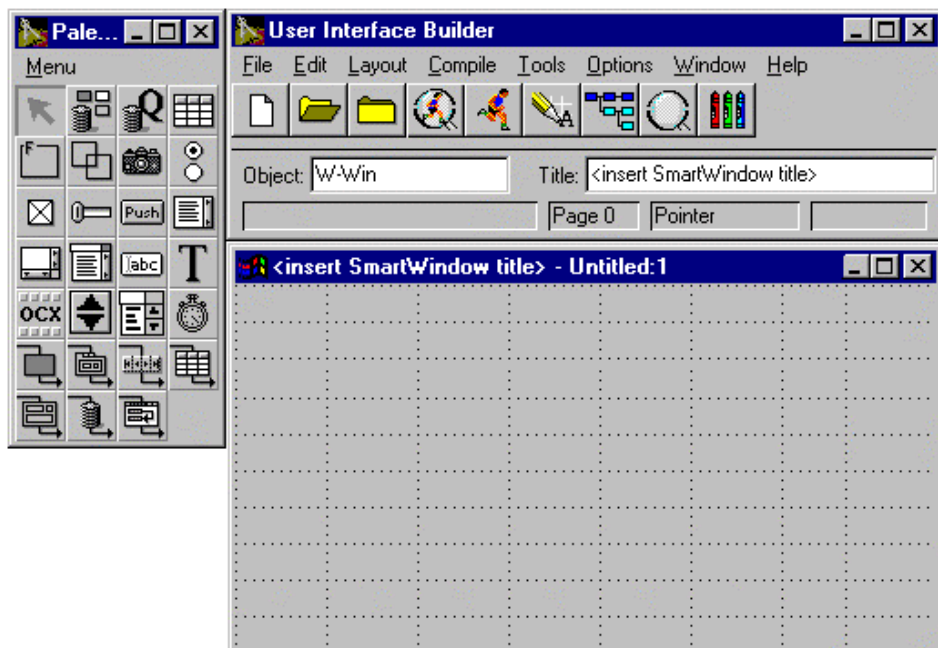 Pale...
Menu
Q
F
Push
abc
T
OCX
User Interface Builder
File Edit Layout Compile Tools Options Window Help
A
Object: W-Win Title: <insert SmartWindow title>
Page 0 Pointer
<insert SmartWindow title> - Untitled:1